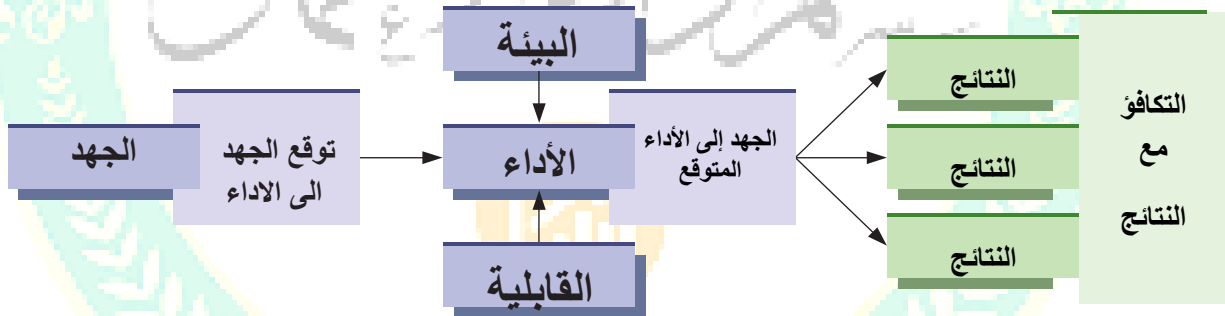 البيئة
الجهد
توقع الجهد
الى الاداء
الأداء
القابلية
الجهد إلى الأداء
المتوقع
النتائج
النتائج
النتائج
التكافؤ
مع
النتائج